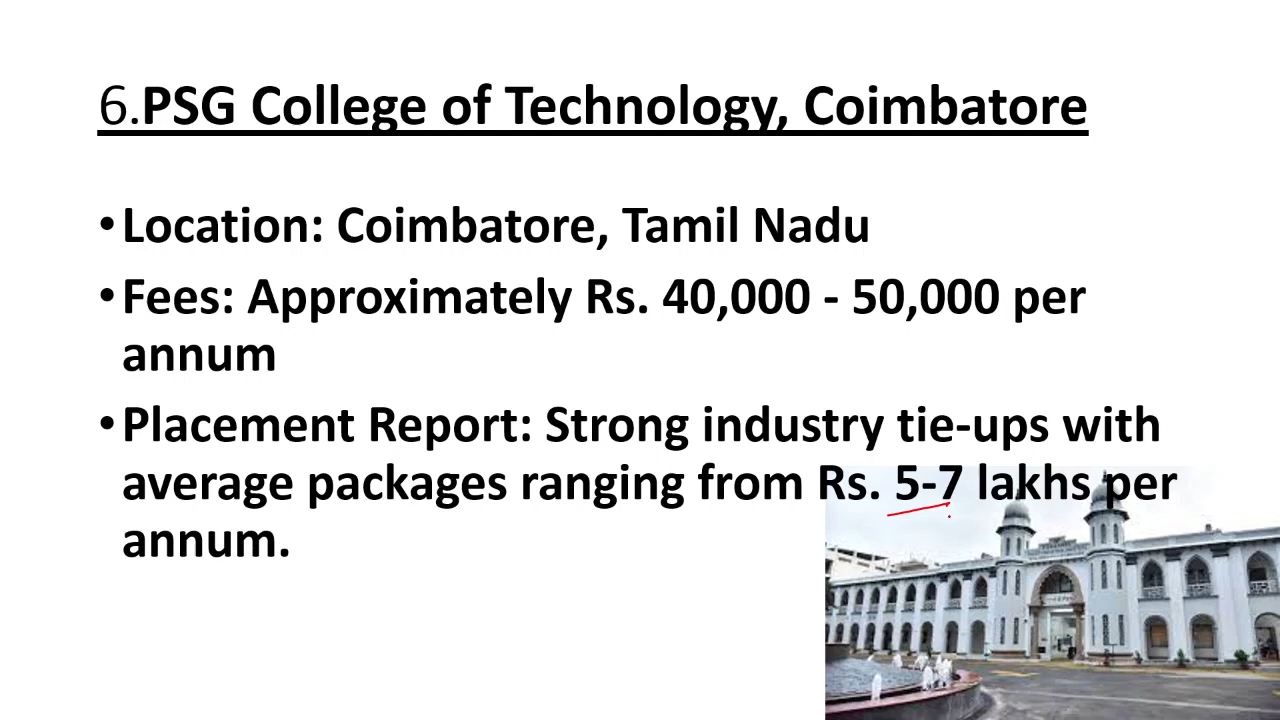 6.PSG College of Technology, Coimbatore
•Location: Coimbatore, Tamil Nadu
•Fees: Approximately Rs. 40,000 - 50,000 per
annum
•Placement Report: Strong industry tie-ups with
average packages ranging from Rs. 5-7 lakhs per
annum.